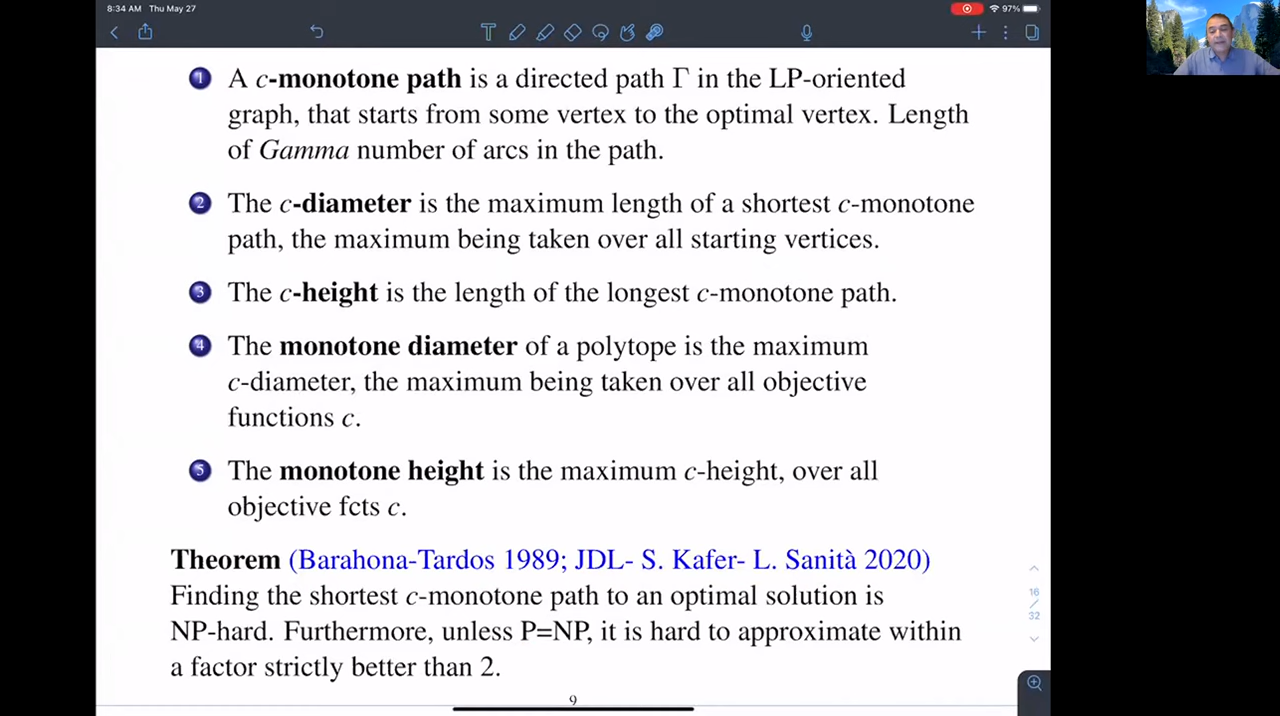 8:34 AM Thu May 27
97%
1 A c-monotone path is a directed path Γ in the LP-oriented
graph, that starts from some vertex to the optimal vertex. Length
of Gamma number of arcs in the path.
2 The c-diameter is the maximum length of a shortest c-monotone
path, the maximum being taken over all starting vertices.
3 The c-height is the length of the longest c-monotone path.
4 The monotone diameter of a polytope is the maximum
c-diameter, the maximum being taken over all objective
functions c.
5 The monotone height is the maximum c-height, over all
objective fcts c.
Theorem (Barahona-Tardos 1989; JDL- S. Kafer- L. Sanità 2020)
Finding the shortest c-monotone path to an optimal solution is
NP-hard. Furthermore, unless P=NP, it is hard to approximate within
a factor strictly better than 2.
16
/
32
9